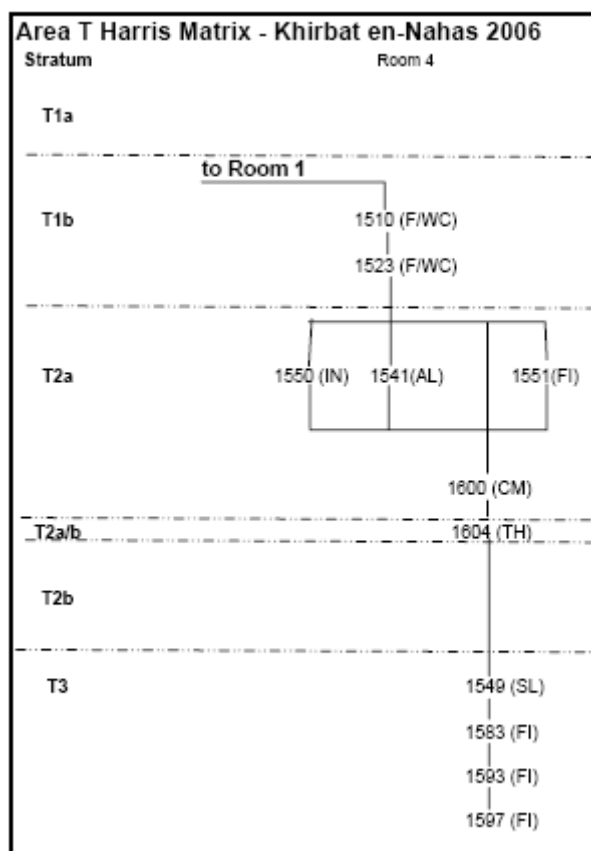 Area T Harris Matrix - Khirbat en-Nahas 2006
Stratum Room 4
T1a
to Room 1
T1b 1510 (F/WC)
1523 (F/WC)
T2a 1550 (IN) 1541(AL) 1551(FI)
1600 (CM)
T2a/b 1604 (TH)
T2b
T3 1549 (SL)
1583 (FI)
1593 (FI)
1597 (FI)